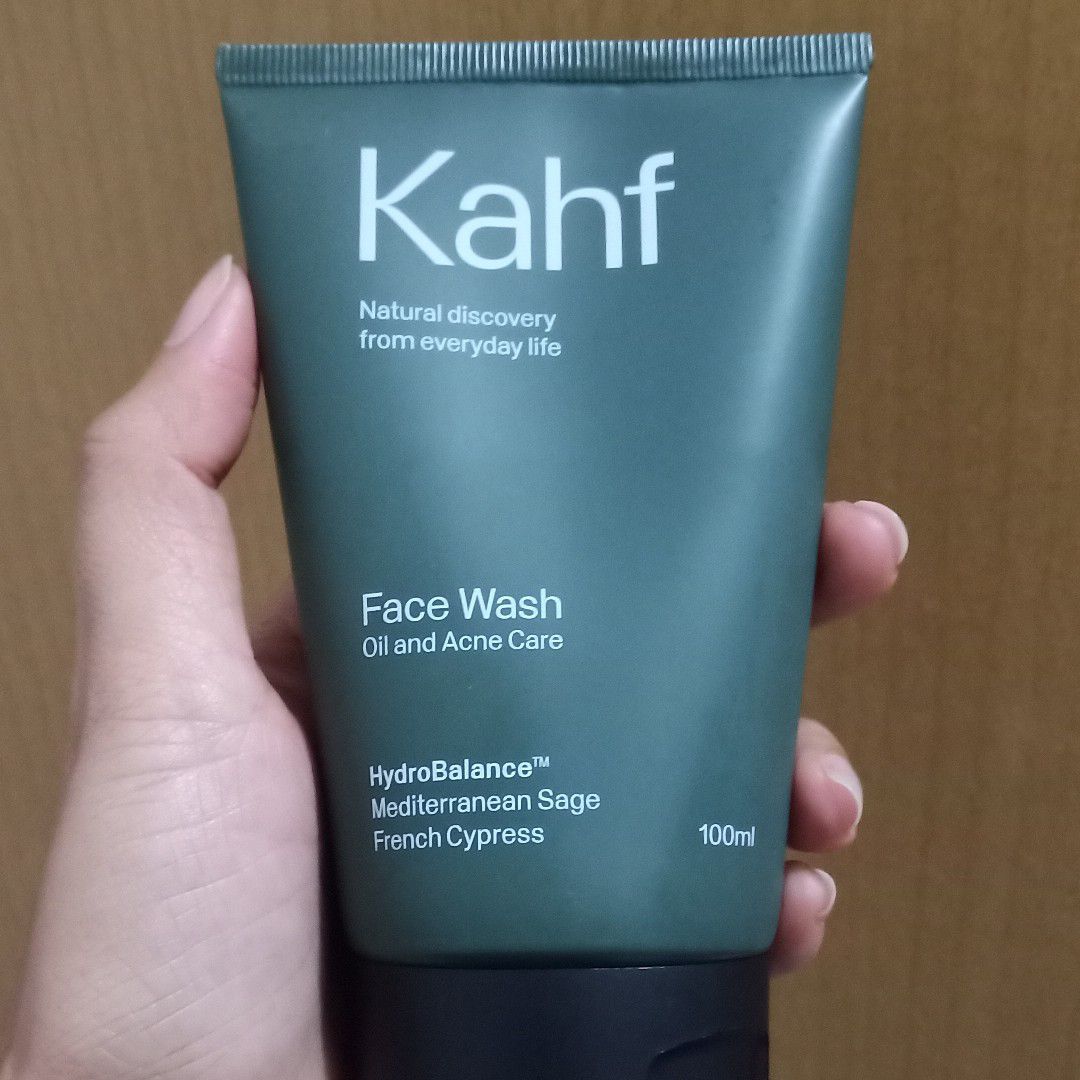 Kahf
Natural discovery
from everyday life
Face Wash
Oil and Acne Care
HydroBalance™
Mediterranean Sage
French Cypress
100ml